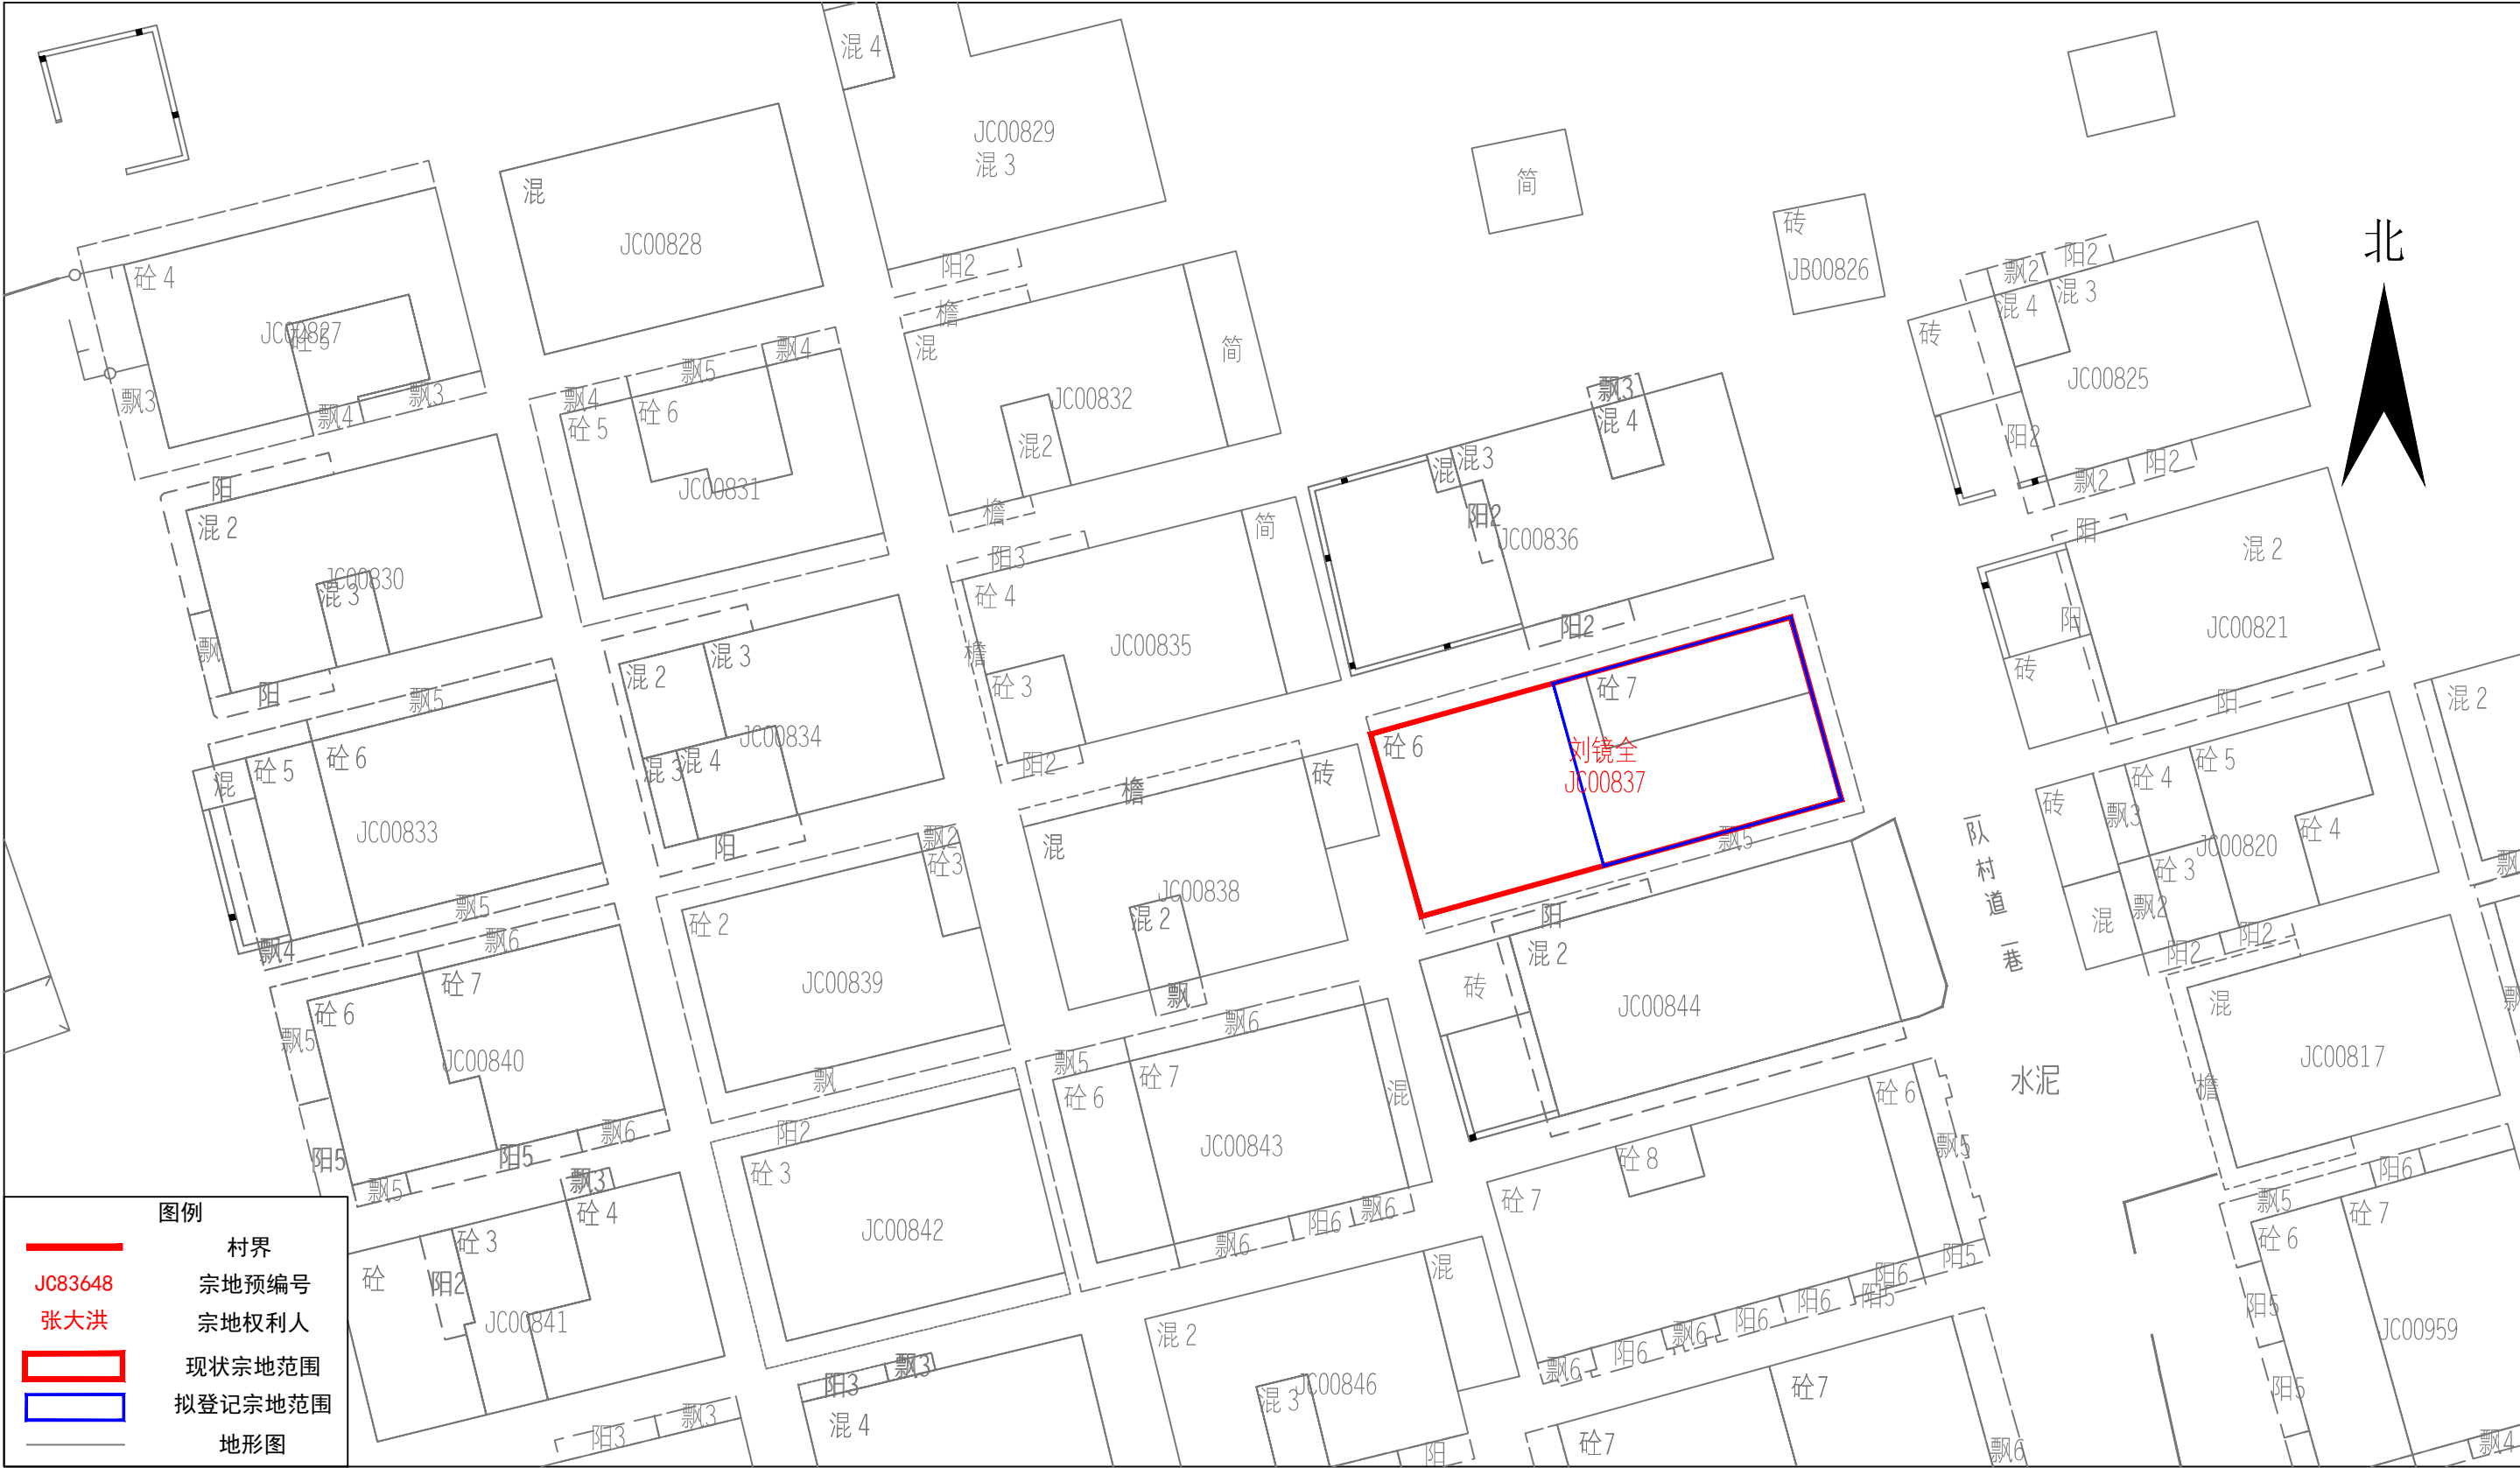 混 4
JC00829
混 3
简
混
JC00828
砖
JB00826
北
阳2
飘2
阳2
混 4
混 3
砖
JC00825
砼 4
JC00827
砼 5
飘3
飘4
飘3
檐
混
简
JC00832
混2
檐
飘4
飘5
飘4
砼 5
砼 6
JC00831
飘3
混 4
混
混3
阳2
JC00836
阳2
阳2
飘2
阳2
阳
混 2
JC00830
混 3
飘
阳
阳3
简
砼 4
JC00835
檐
砼 3
阳2
阳
混 2
阳
JC00821
砖
阳
混 2
混 3
JC00834
混 3
混 4
阳
飘5
混
砼 5
砼 6
JC00833
飘5
飘4
砼 7
砼 6
刘镜全
JC00837
飘5
檐
混
砖
JC00838
混 2
飘
混 2
砖
飘3
砼 4
砼 5
JC00820
砼 4
砼 3
飘2
混
阳2
阳2
飘
飘2
砼3
砼 2
JC00839
飘
一队村道一巷
水泥
阳
混 2
砖
JC00844
飘6
砼 7
砼 6
飘5
JC00840
阳5
阳5
飘6
飘5
飘6
飘5
砼 7
砼 6
混
JC00843
飘6
阳6
飘6
混
JC00817
檐
飘
阳2
砼 3
JC00842
砼 6
砼 8
砼 7
飘5
阳5
阳6
阳5
阳6
阳6
飘6
阳6
飘6
飘3
砼 4
砼 3
砼
阳2
JC00841
阳6
飘5
砼 7
砼 6
阳5
JC00959
阳5
飘4
混
混 2
JC00846
混 3
阳
阳3
飘3
混 4
飘3
阳3
砼7
砼7
飘6
图例
村界
JC83648 宗地预编号
张大洪 宗地权利人
现状宗地范围
拟登记宗地范围
地形图